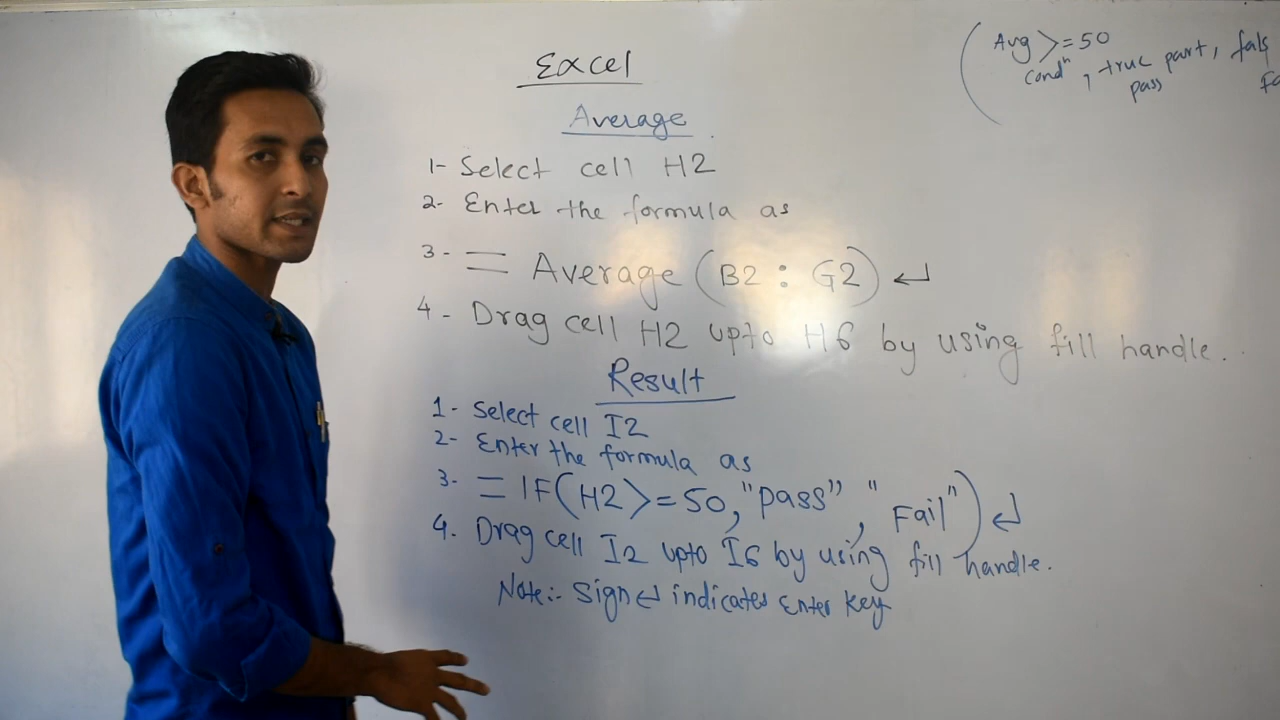 Excel
Average
1- Select cell H2
2- Enter the formula as
3- = Average (B2 : G2) ↵
4- Drag cell H2 upto H6 by using fill handle.
Result
1- Select cell I2
2- Enter the formula as
3- = IF(H2>=50, "pass", "Fail") ↵
4. Drag cell I2 upto I6 by using fill handle.
Note:- Sign ↵ indicates Enter Key
(Avg >=50
condn, true part, fals
pass